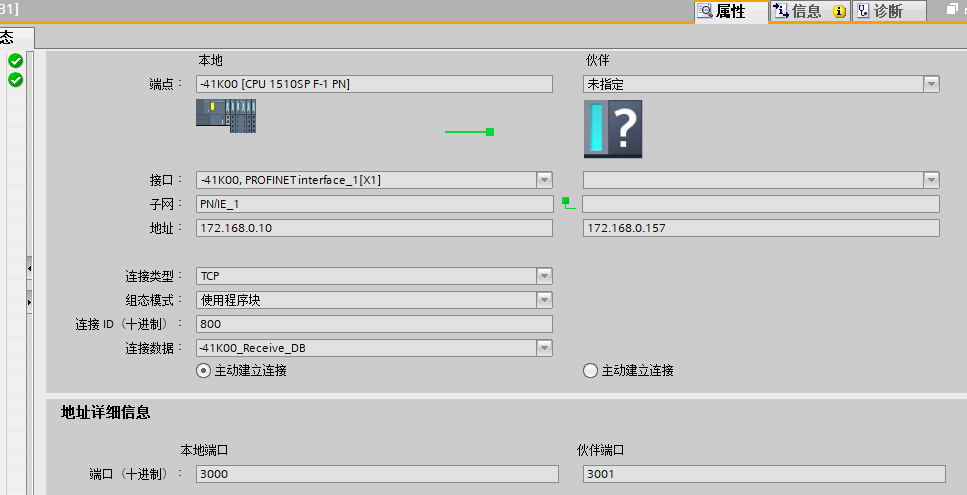 31]
属性
信息
诊断
态
本地
伙伴
端点：
-41K00 [CPU 1510SP F-1 PN]
未指定
?
接口：
-41K00, PROFINET interface_1[X1]
子网：
PN/IE_1
地址：
172.168.0.10
172.168.0.157
连接类型：
TCP
组态模式：
使用程序块
连接 ID（十进制）：
800
连接数据：
-41K00_Receive_DB
主动建立连接
主动建立连接
地址详细信息
本地端口
伙伴端口
端口（十进制）：
3000
3001